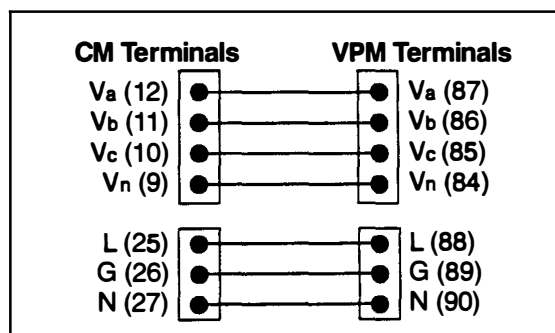 CM Terminals VPM Terminals
Va (12) Va (87)
Vb (11) Vb (86)
Vc (10) Vc (85)
Vn (9) Vn (84)
L (25) L (88)
G (26) G (89)
N (27) N (90)